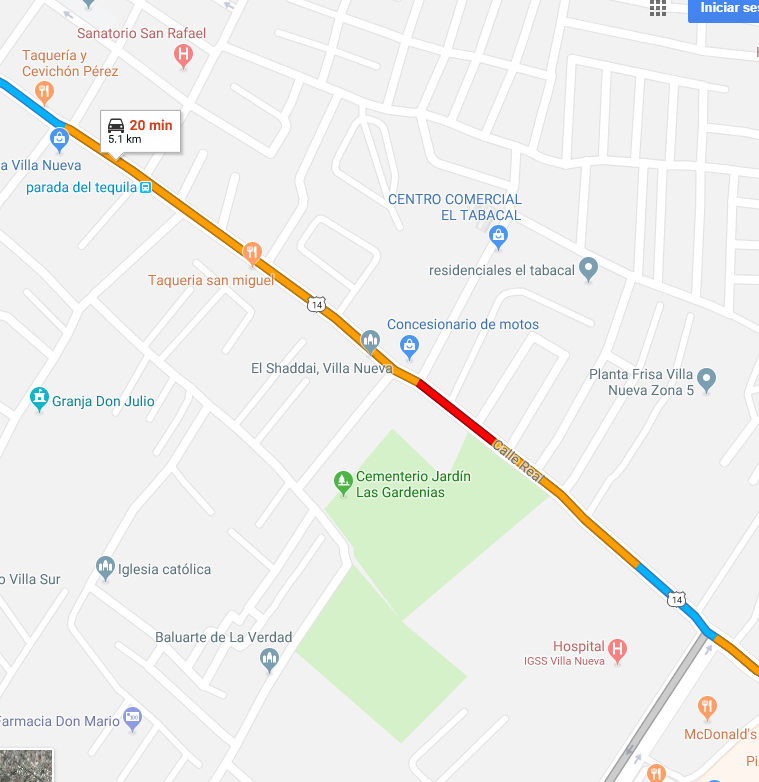 Iniciar se
Sanatorio San Rafael
Taquería y
Cevichón Pérez
20 min
5.1 km
a Villa Nueva
parada del tequila
CENTRO COMERCIAL
EL TABACAL
residenciales el tabacal
Taqueria san miguel
14
Concesionario de motos
El Shaddai, Villa Nueva
Planta Frisa Villa
Nueva Zona 5
Granja Don Julio
Calle Real
Cementerio Jardín
Las Gardenias
Iglesia católica
o Villa Sur
14
Baluarte de La Verdad
Hospital
IGSS Villa Nueva
Farmacia Don Mario
McDonald's
Pi